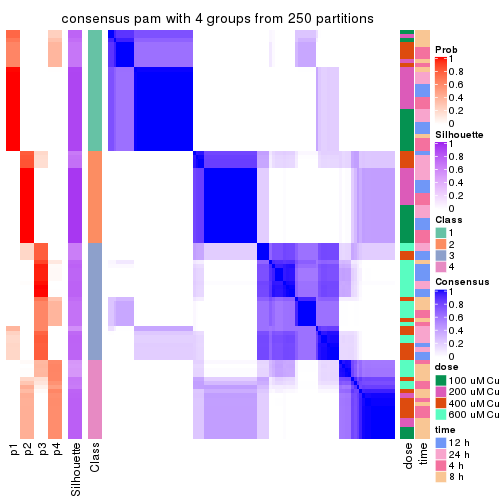 consensus pam with 4 groups from 250 partitions
Prob
1
0.8
0.6
0.4
0.2
0
Silhouette
1
0.8
0.6
0.4
0.2
0
Class
1
2
3
4
Consensus
1
0.8
0.6
0.4
0.2
0
dose
100 uM Cu
200 uM Cu
400 uM Cu
600 uM Cu
time
12 h
24 h
4 h
8 h
p1
p2
p3
p4
Silhouette
Class
dose
time